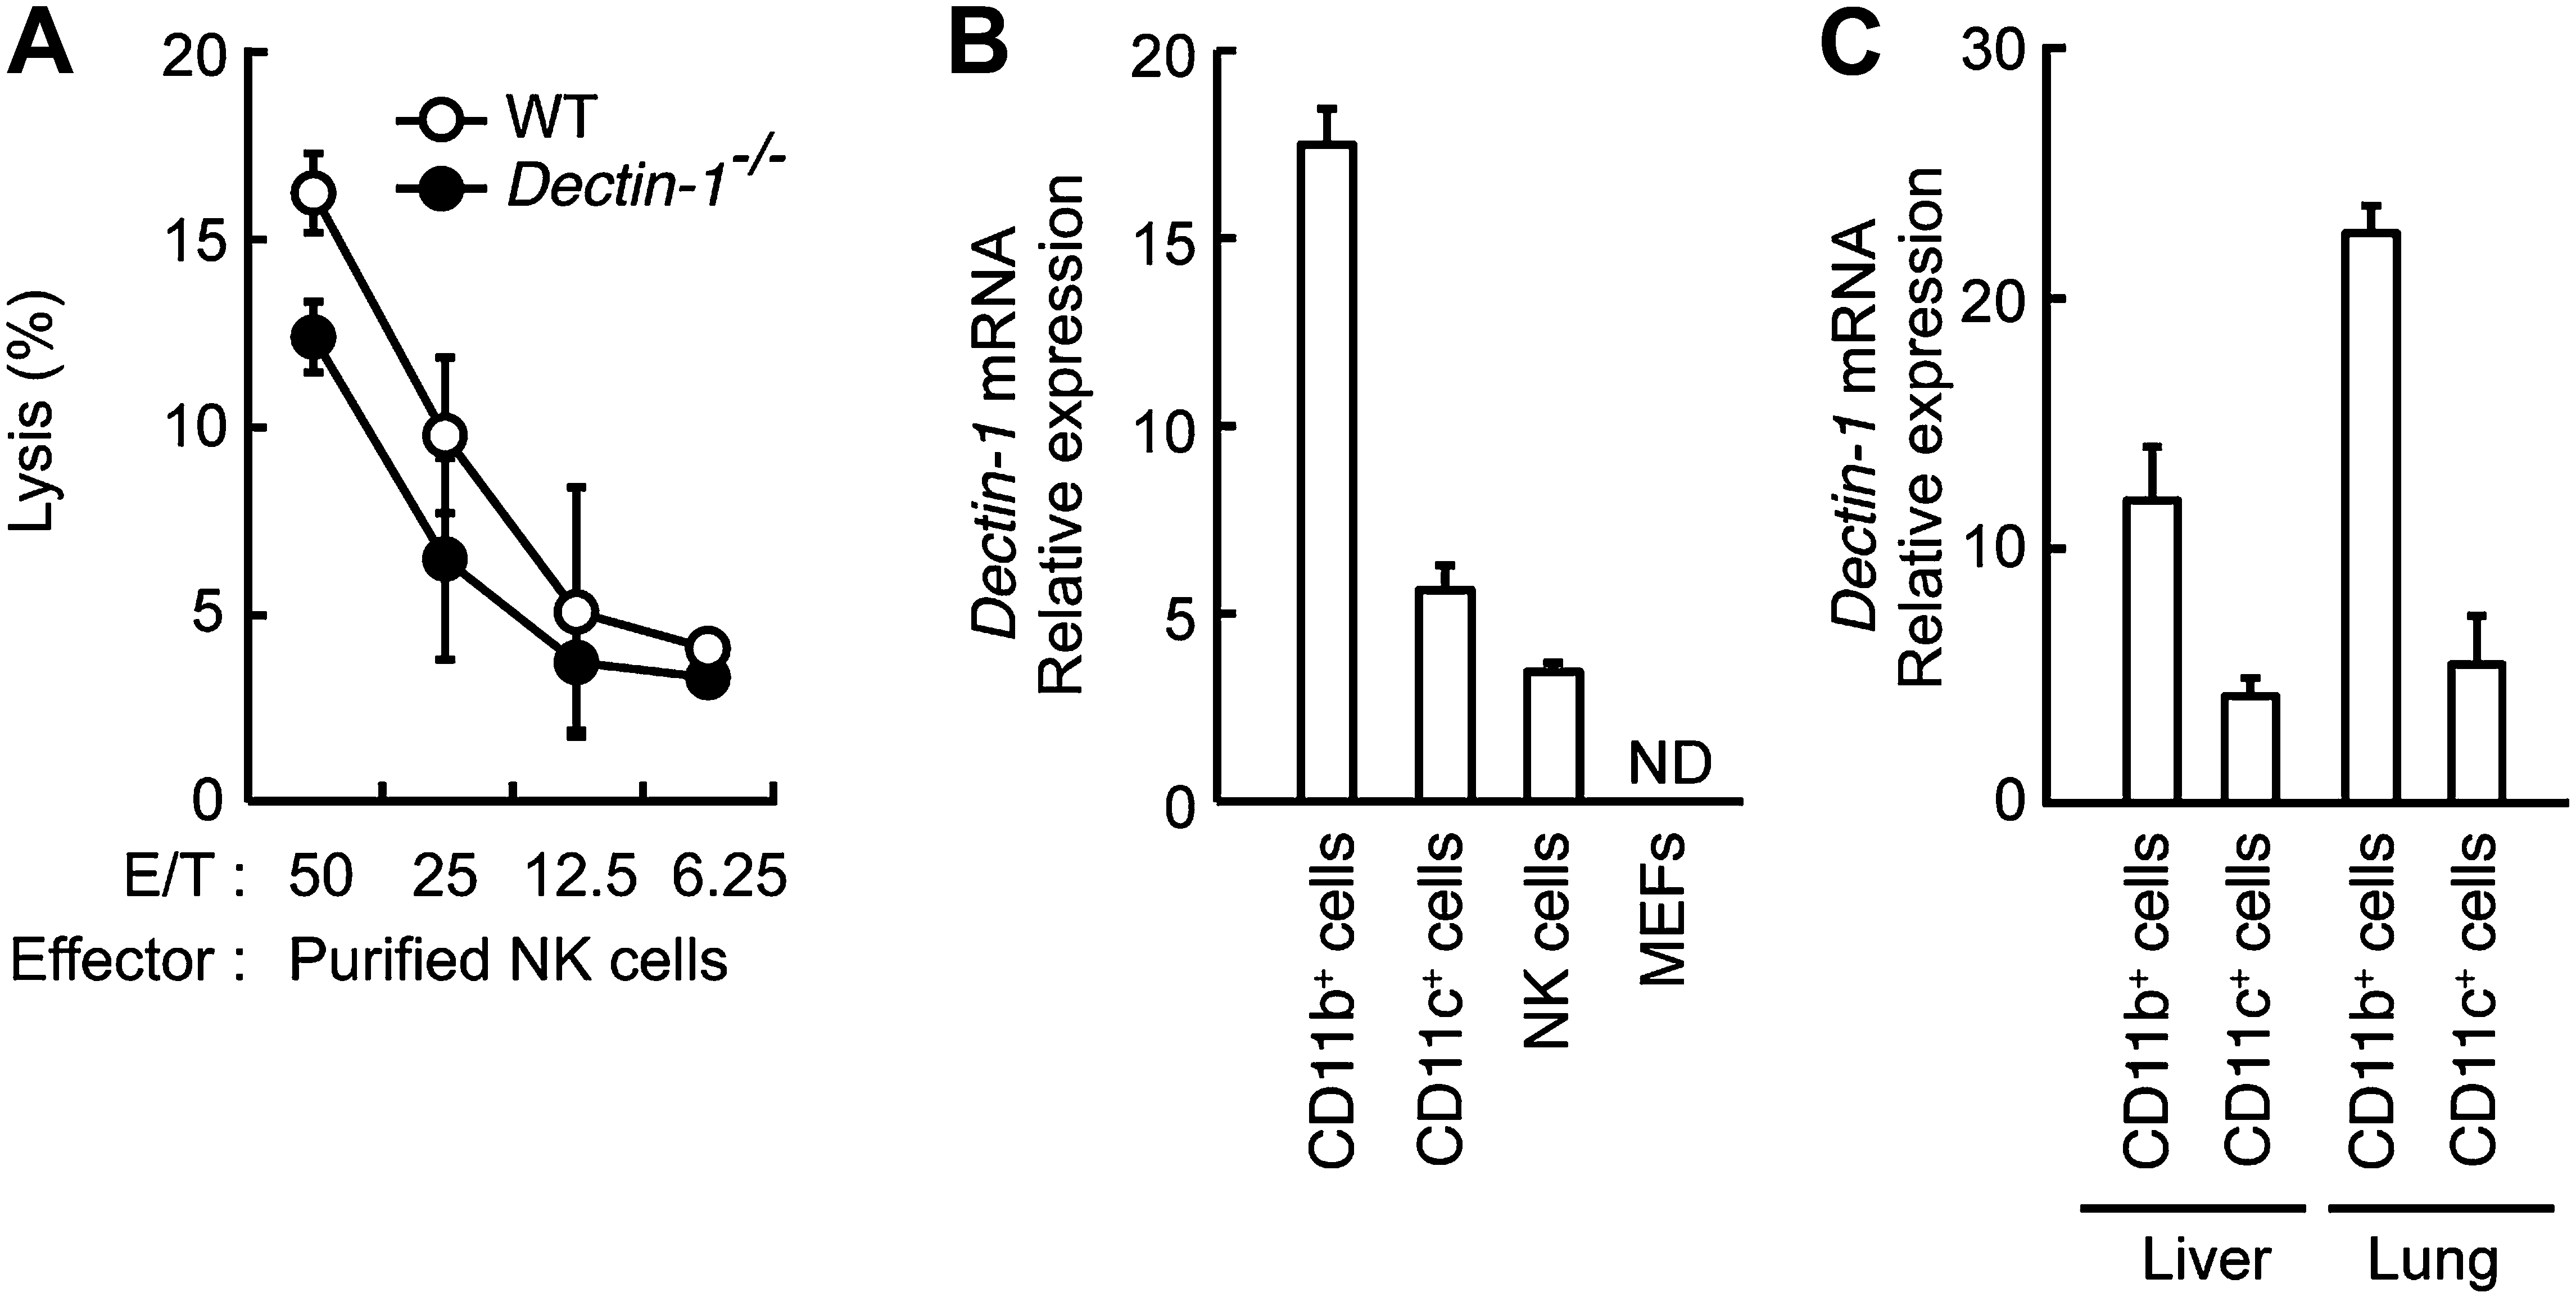 A
20
15
10
5
0
Lysis (%)
WT
Dectin-1-/-
E/T : 50 25 12.5 6.25
Effector : Purified NK cells
B
20
15
10
5
0
Dectin-1 mRNA
Relative expression
ND
CD11b+ cells
CD11c+ cells
NK cells
MEFs
C
30
20
10
0
Dectin-1 mRNA
Relative expression
CD11b+ cells
CD11c+ cells
CD11b+ cells
CD11c+ cells
Liver
Lung